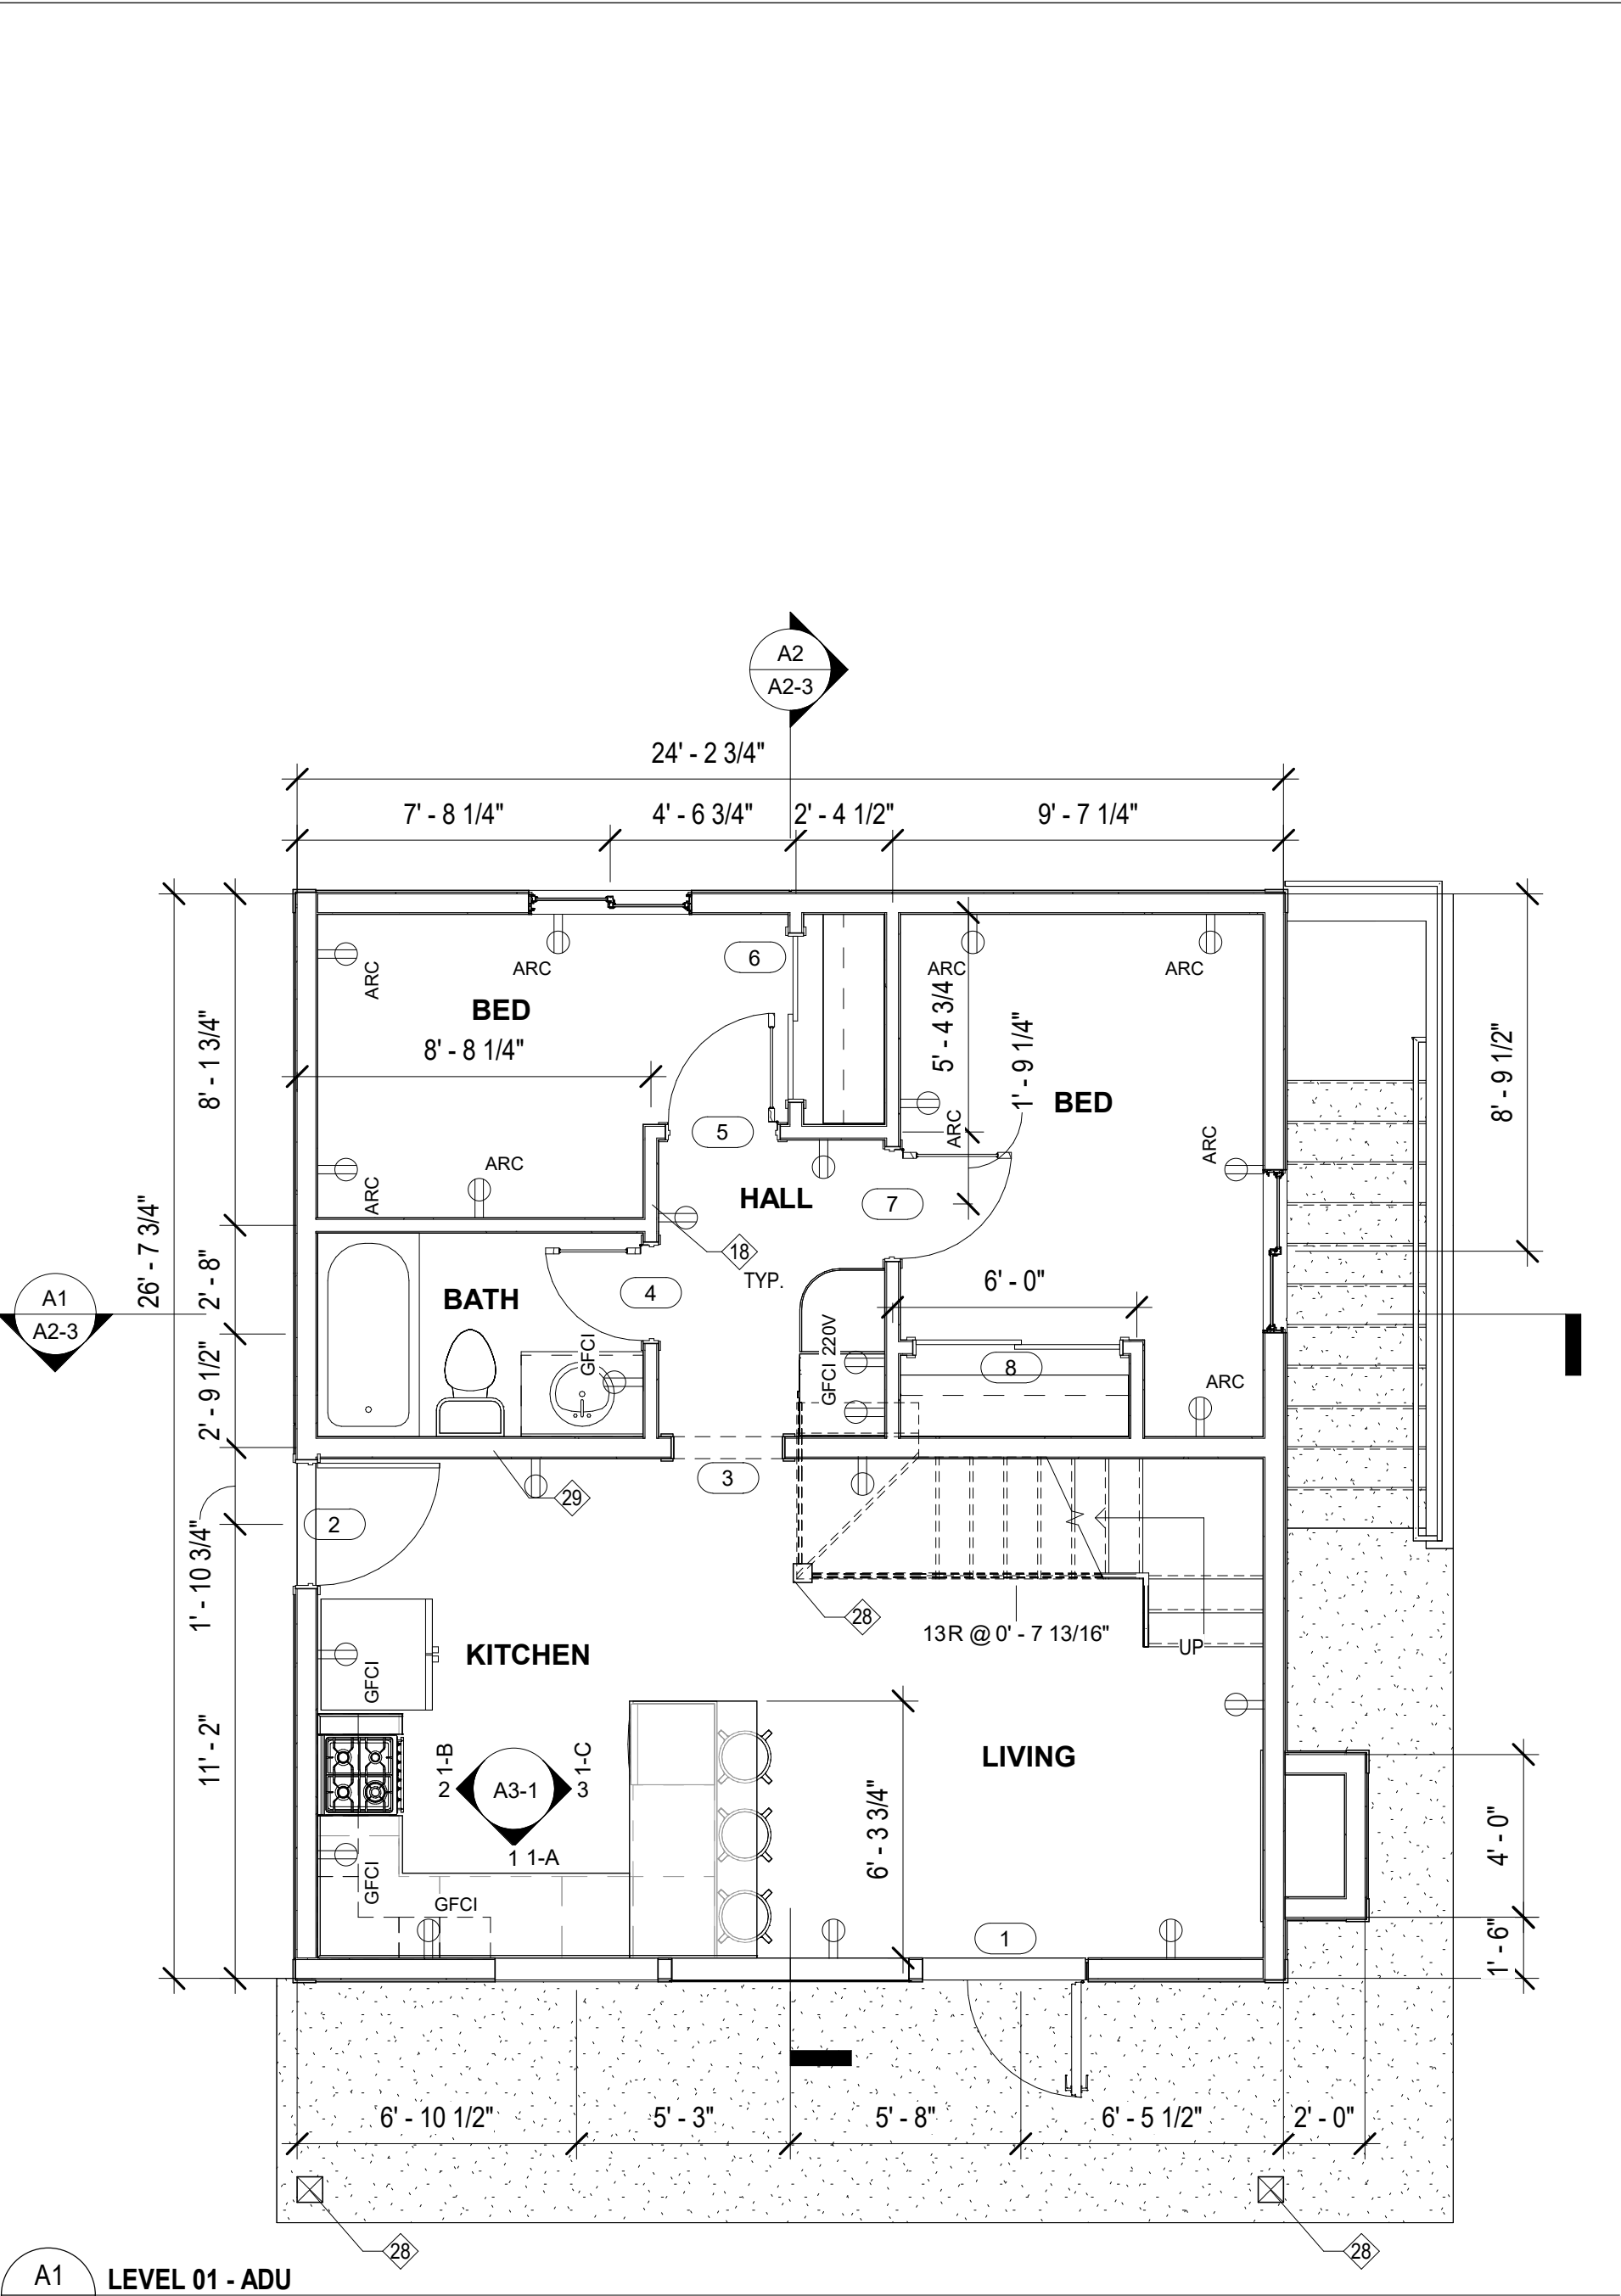 A2
A2-3
24' - 2 3/4"
7' - 8 1/4"
4' - 6 3/4"
2' - 4 1/2"
9' - 7 1/4"
6
ARC
ARC
ARC
ARC
BED
8' - 8 1/4"
5' - 4 3/4"
1' - 9 1/4"
8' - 1 3/4"
8' - 9 1/2"
BED
5
ARC
ARC
ARC
ARC
HALL
7
26' - 7 3/4"
18
TYP.
2' - 8"
6' - 0"
BATH
4
A1
A2-3
GFCI
GFCI 220V
8
2' - 9 1/2"
ARC
3
29
2
1' - 10 3/4"
28
13R @ 0' - 7 13/16"
UP
KITCHEN
GFCI
11' - 2"
LIVING
1-B
2
A3-1
1-C
3
1 1-A
6' - 3 3/4"
4' - 0"
GFCI
GFCI
1
1' - 6"
6' - 10 1/2"
5' - 3"
5' - 8"
6' - 5 1/2"
2' - 0"
28
28
A1
LEVEL 01 - ADU